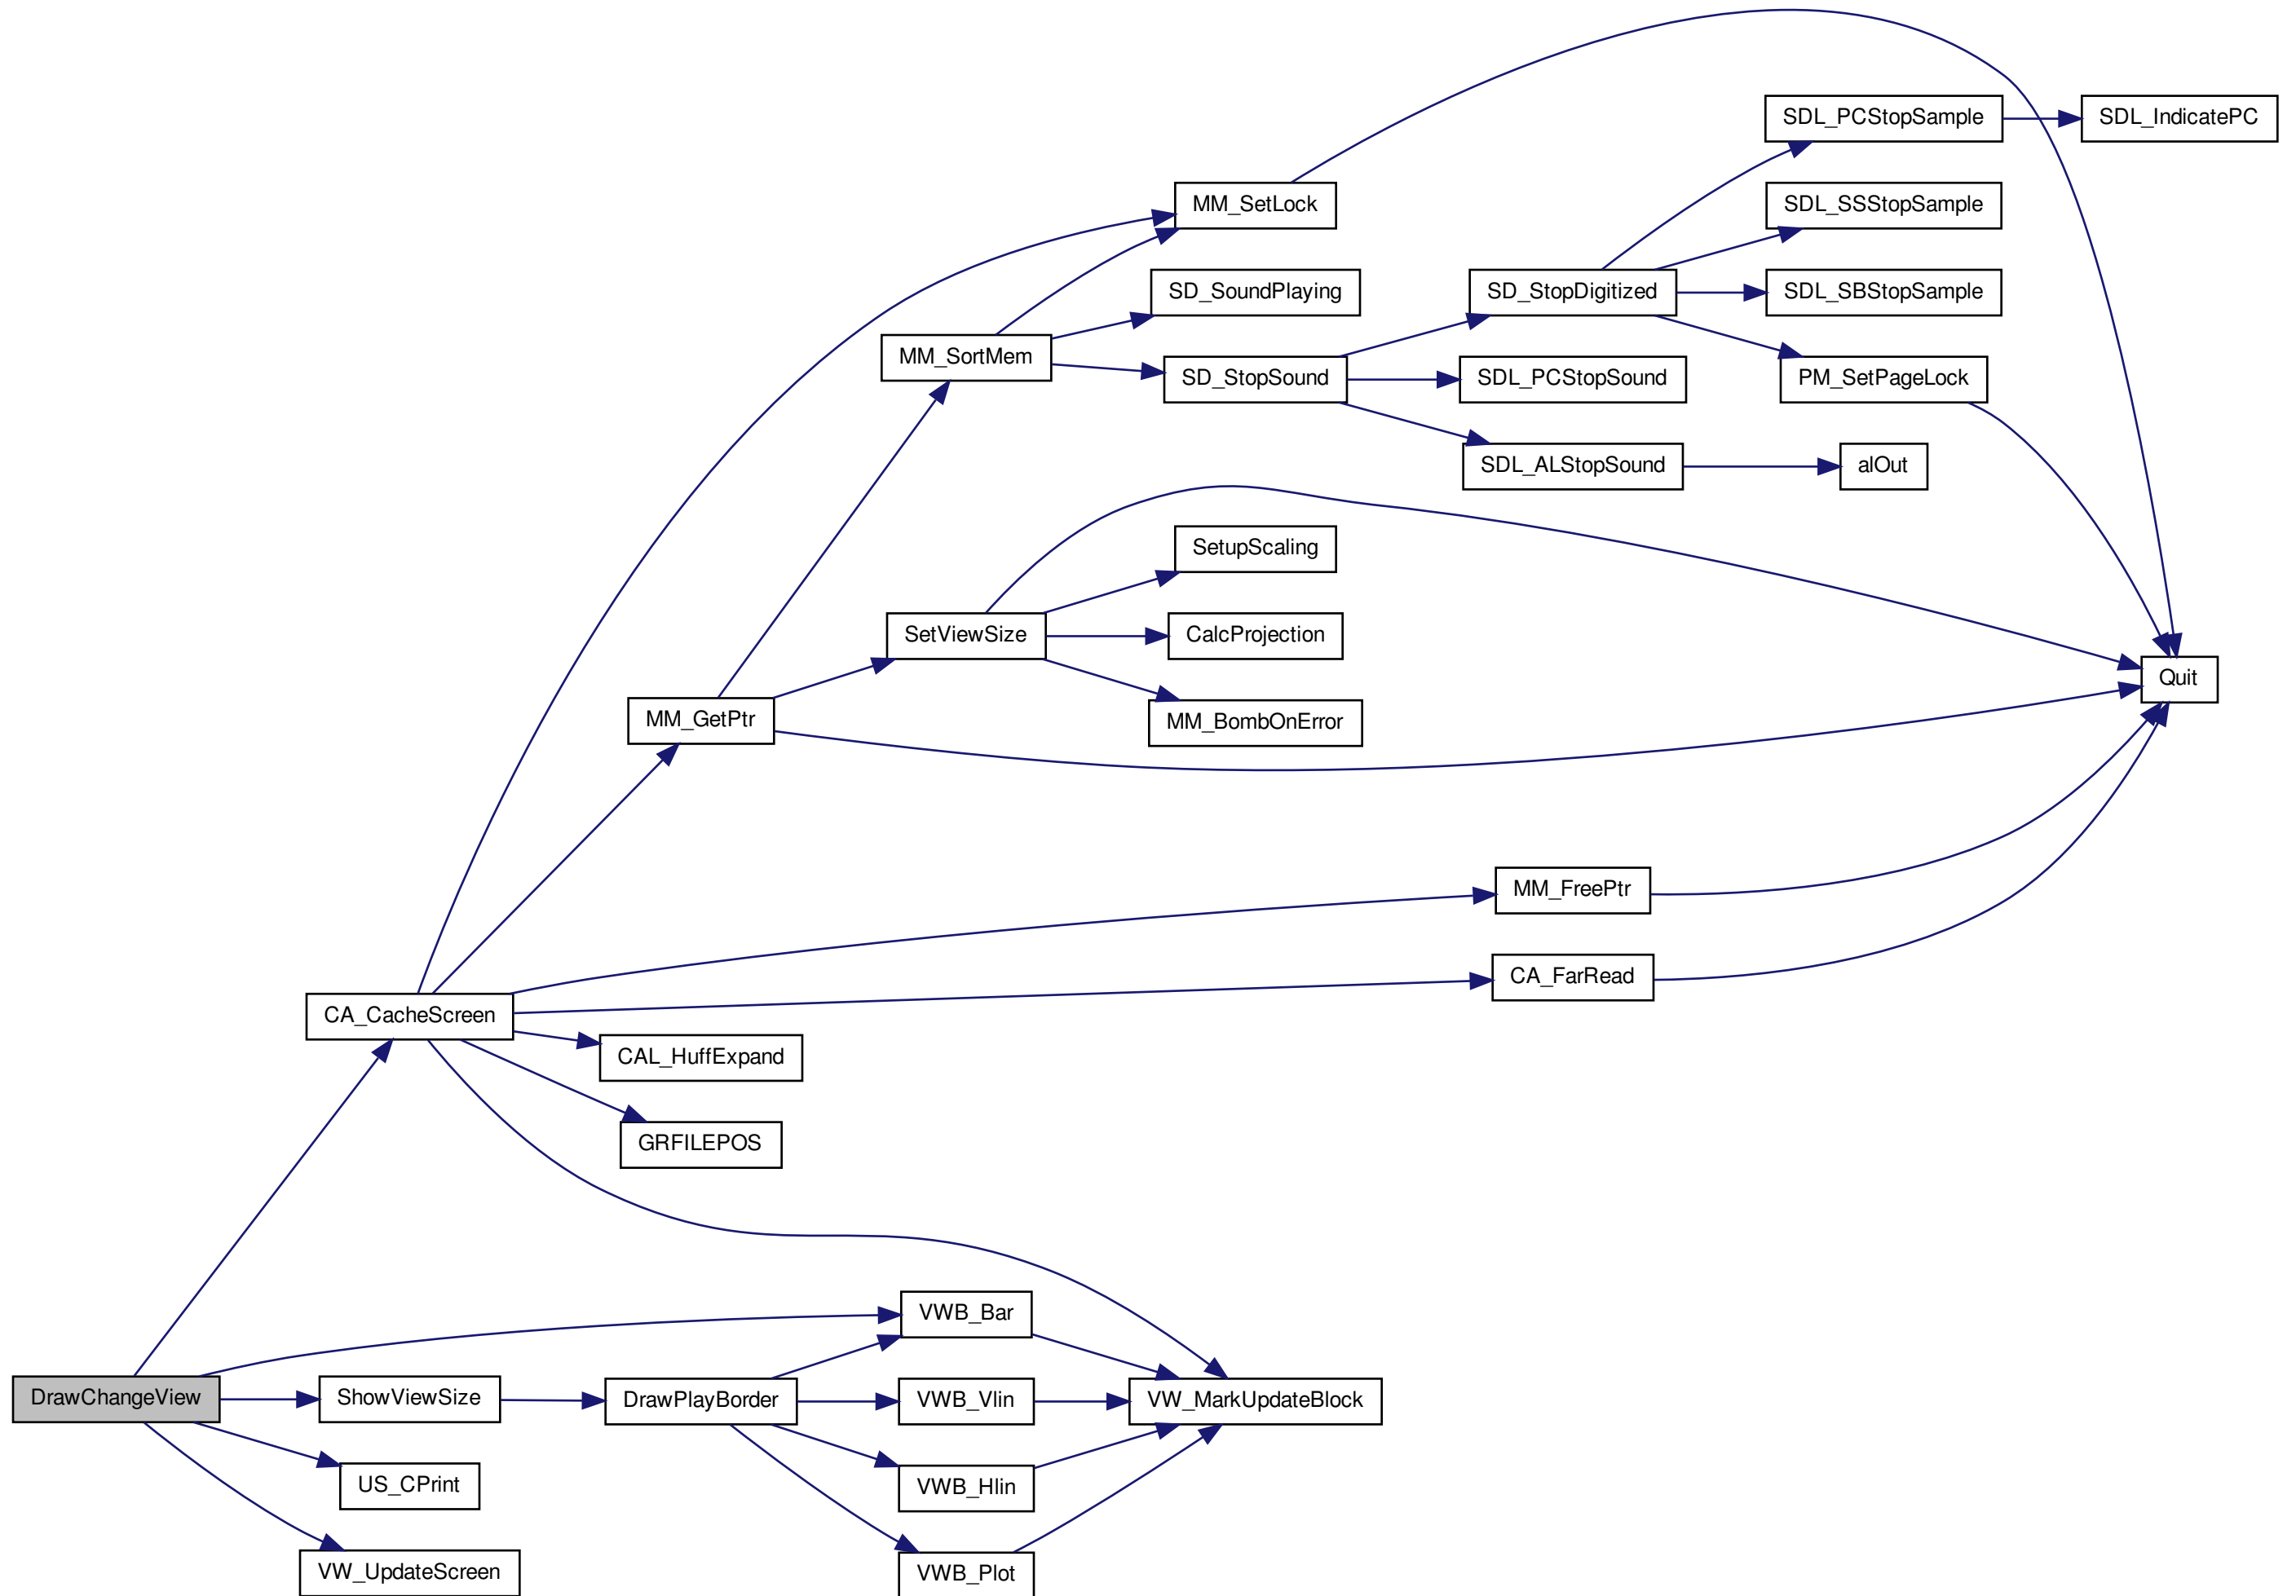 SDL_PCStopSample
SDL_IndicatePC
MM_SetLock
SDL_SSStopSample
SD_SoundPlaying
SD_StopDigitized
SDL_SBStopSample
MM_SortMem
SD_StopSound
SDL_PCStopSound
PM_SetPageLock
SDL_ALStopSound
alOut
SetupScaling
SetViewSize
CalcProjection
Quit
MM_GetPtr
MM_BombOnError
MM_FreePtr
CA_FarRead
CA_CacheScreen
CAL_HuffExpand
GRFILEPOS
VWB_Bar
DrawChangeView
ShowViewSize
DrawPlayBorder
VWB_Vlin
VW_MarkUpdateBlock
US_CPrint
VWB_Hlin
VW_UpdateScreen
VWB_Plot